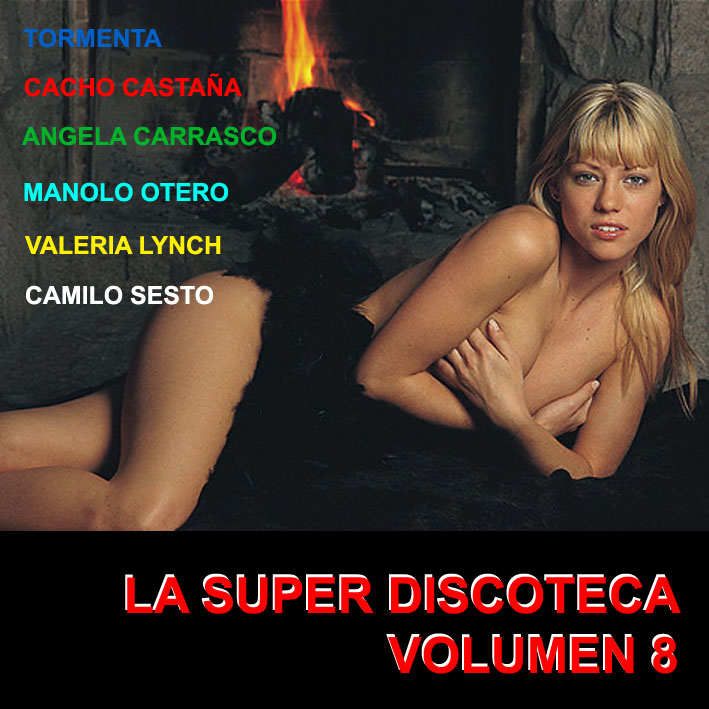 TORMENTA
CACHO CASTAÑA
ANGELA CARRASCO
MANOLO OTERO
VALERIA LYNCH
CAMILO SESTO
LA SUPER DISCOTECA
VOLUMEN 8